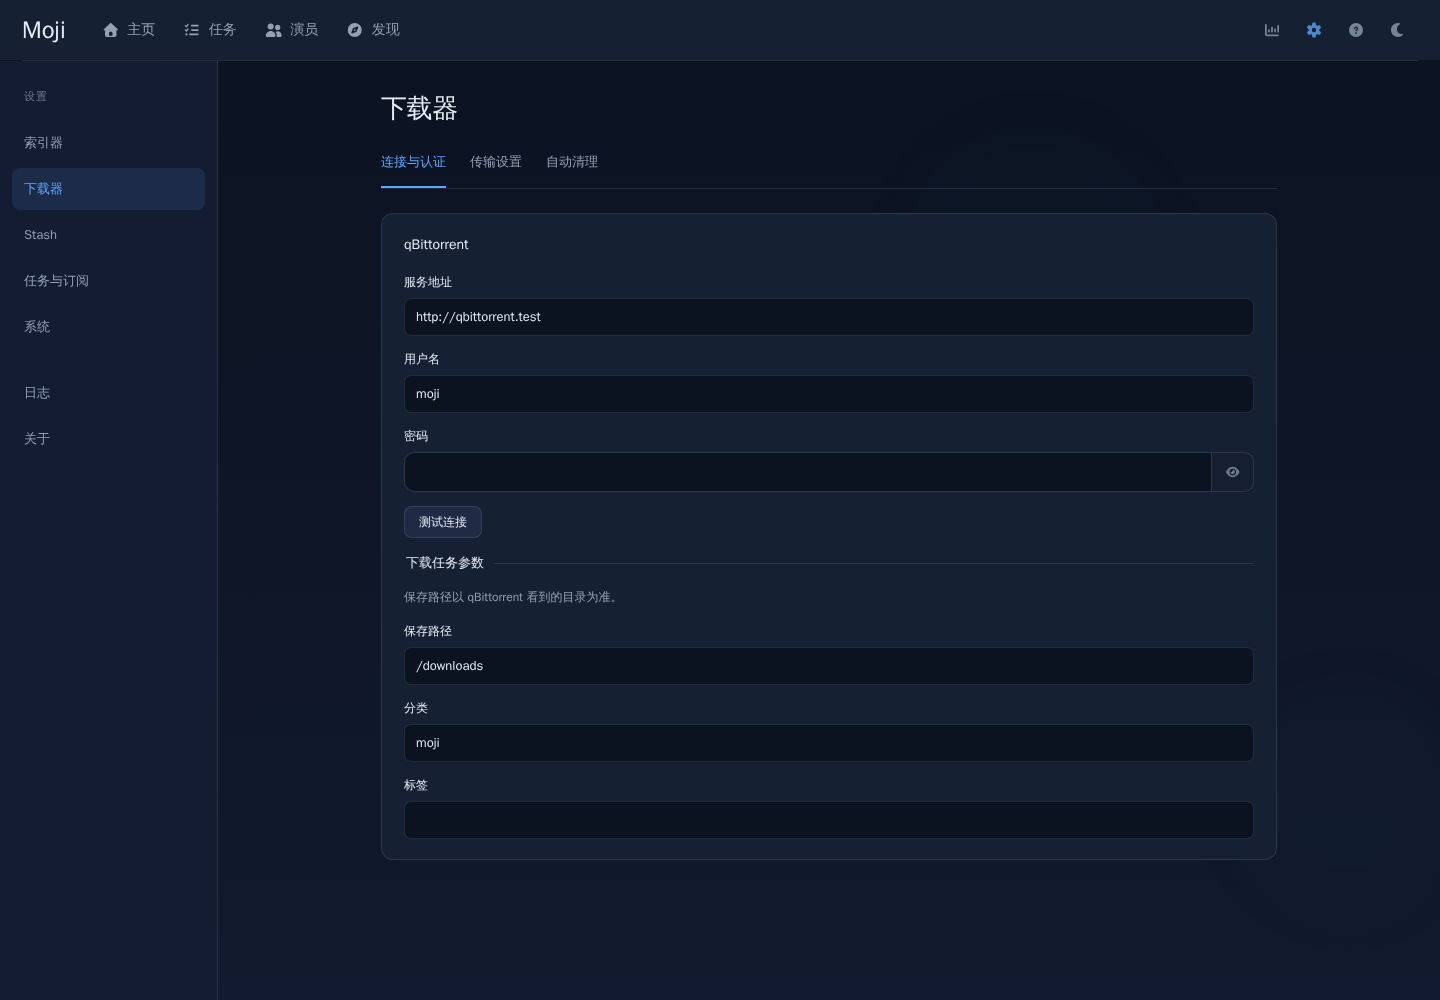 Moji 主页 任务 演员 发现
设置
索引器
下载器
Stash
任务与订阅
系统
日志
关于
下载器
连接与认证 传输设置 自动清理
qBittorrent
服务地址
http://qbittorrent.test
用户名
moji
密码
测试连接
下载任务参数
保存路径以 qBittorrent 看到的目录为准。
保存路径
/downloads
分类
moji
标签